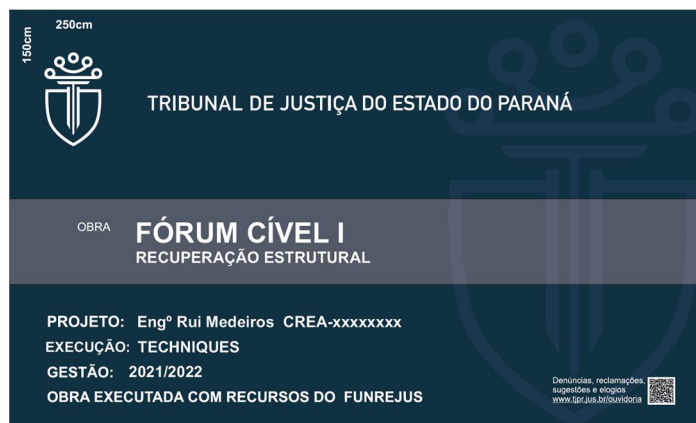 250cm
150cm
TRIBUNAL DE JUSTIÇA DO ESTADO DO PARANÁ
OBRA
FÓRUM CÍVEL I
RECUPERAÇÃO ESTRUTURAL
PROJETO: Engº Rui Medeiros CREA-xxxxxxxx
EXECUÇÃO: TECHNIQUES
GESTÃO: 2021/2022
OBRA EXECUTADA COM RECURSOS DO FUNREJUS
Denúncias, reclamações,
sugestões e elogios
www.tjpr.jus.br/ouvidoria